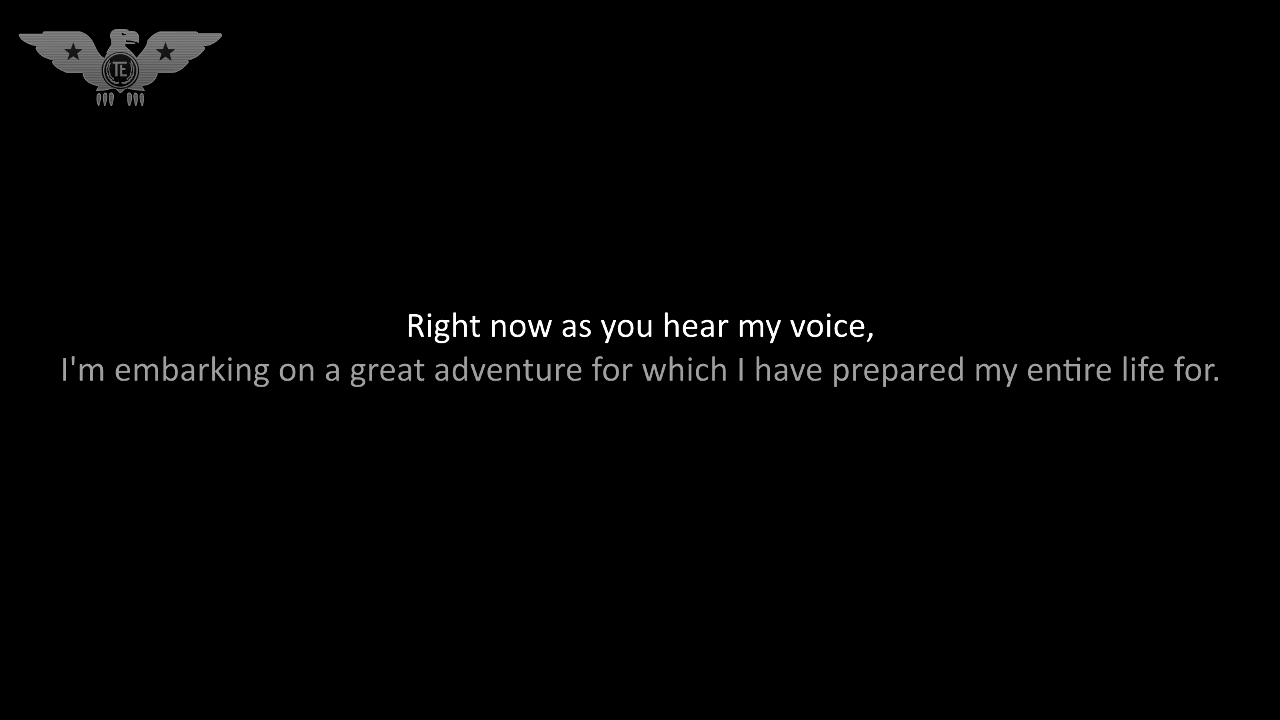 TE
Right now as you hear my voice,
I'm embarking on a great adventure for which I have prepared my entire life for.